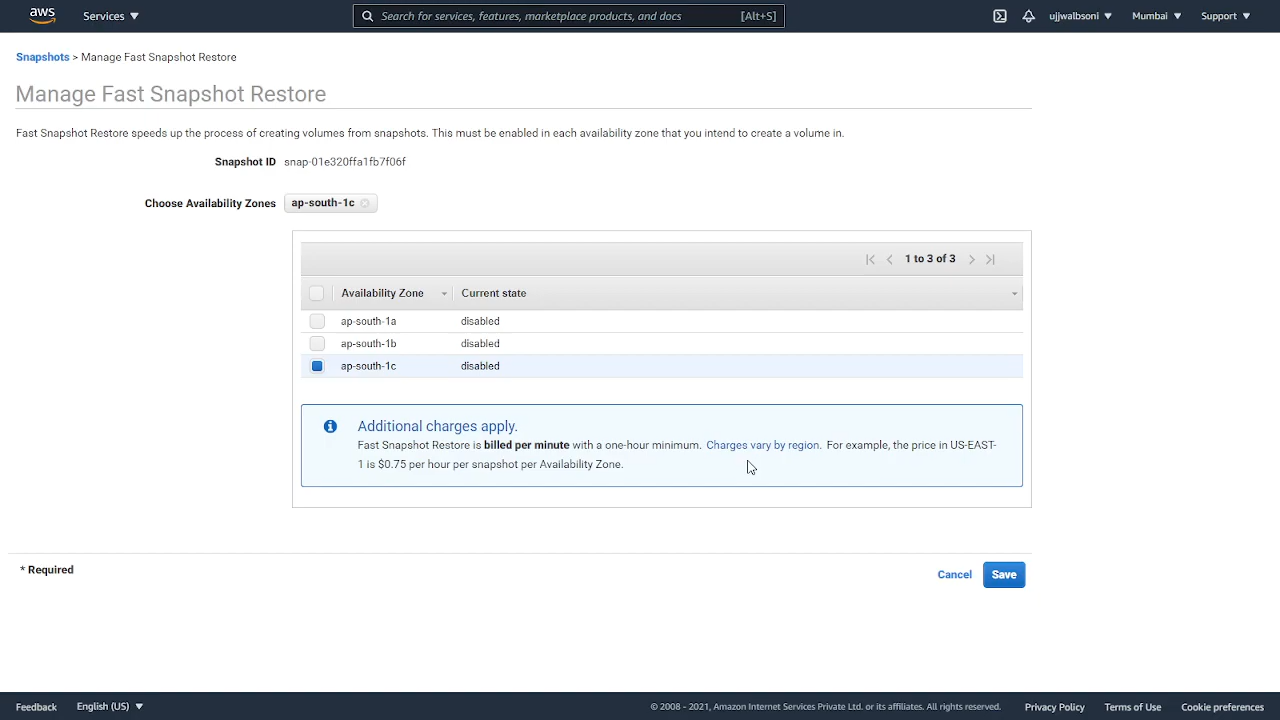 aws Services Search for services, features, marketplace products, and docs [Alt+S] ujjwalbsoni Mumbai Support
Snapshots > Manage Fast Snapshot Restore
Manage Fast Snapshot Restore
Fast Snapshot Restore speeds up the process of creating volumes from snapshots. This must be enabled in each availability zone that you intend to create a volume in.
Snapshot ID snap-01e320ffa1fb7f06f
Choose Availability Zones ap-south-1c
1 to 3 of 3
Availability Zone Current state
ap-south-1a disabled
ap-south-1b disabled
ap-south-1c disabled
Additional charges apply.
Fast Snapshot Restore is billed per minute with a one-hour minimum. Charges vary by region. For example, the price in US-EAST-
1 is $0.75 per hour per snapshot per Availability Zone.
* Required Cancel Save
Feedback English (US) © 2008 - 2021, Amazon Internet Services Private Ltd. or its affiliates. All rights reserved. Privacy Policy Terms of Use Cookie preferences